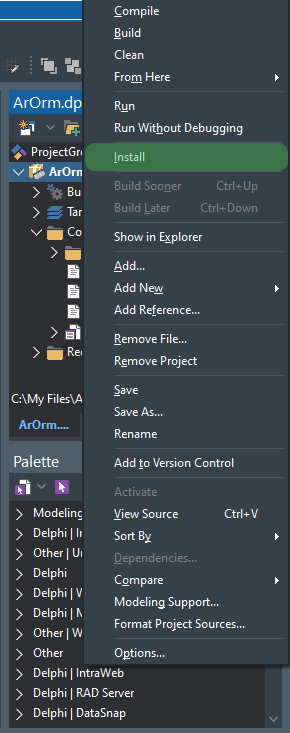 Compile
Build
Clean
From Here
Run
Run Without Debugging
Install
Build Sooner Ctrl+Up
Build Later Ctrl+Down
Show in Explorer
Add...
Add New
Add Reference...
Remove File...
Remove Project
Save
Save As...
Rename
Add to Version Control
Activate
View Source Ctrl+V
Sort By
Dependencies...
Compare
Modeling Support...
Format Project Sources...
Options...
ArOrm.dp
ProjectGro
ArOrm
Bu
Tar
Co
Re
C:\My Files\A
ArOrm....
Palette
Modeling
Delphi | In
Other | Un
Delphi
Delphi | W
Delphi | M
Other | W
Other
Delphi | IntraWeb
Delphi | RAD Server
Delphi | DataSnap